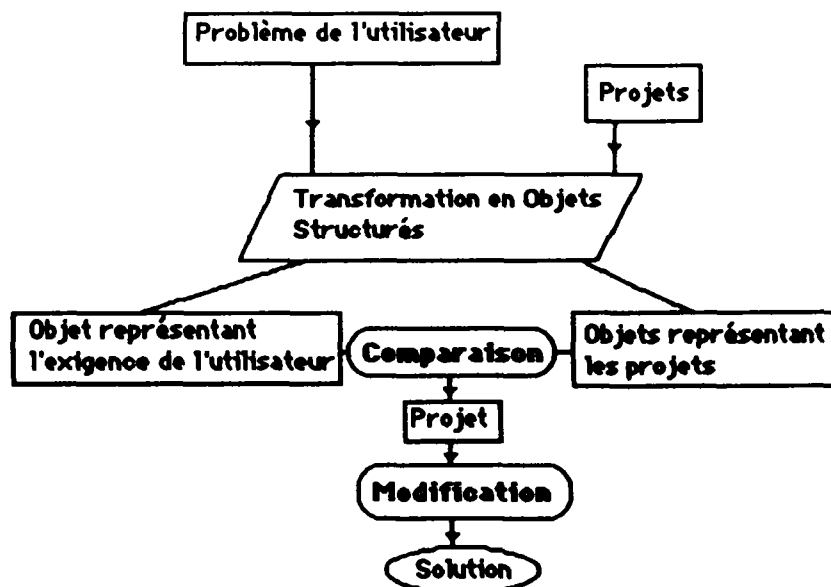 Problème de l'utilisateur
Projets
Transformation en Objets
Structurés
Objet représentant
l'exigence de l'utilisateur
Comparaison
Objets représentant
les projets
Projet
Modification
Solution